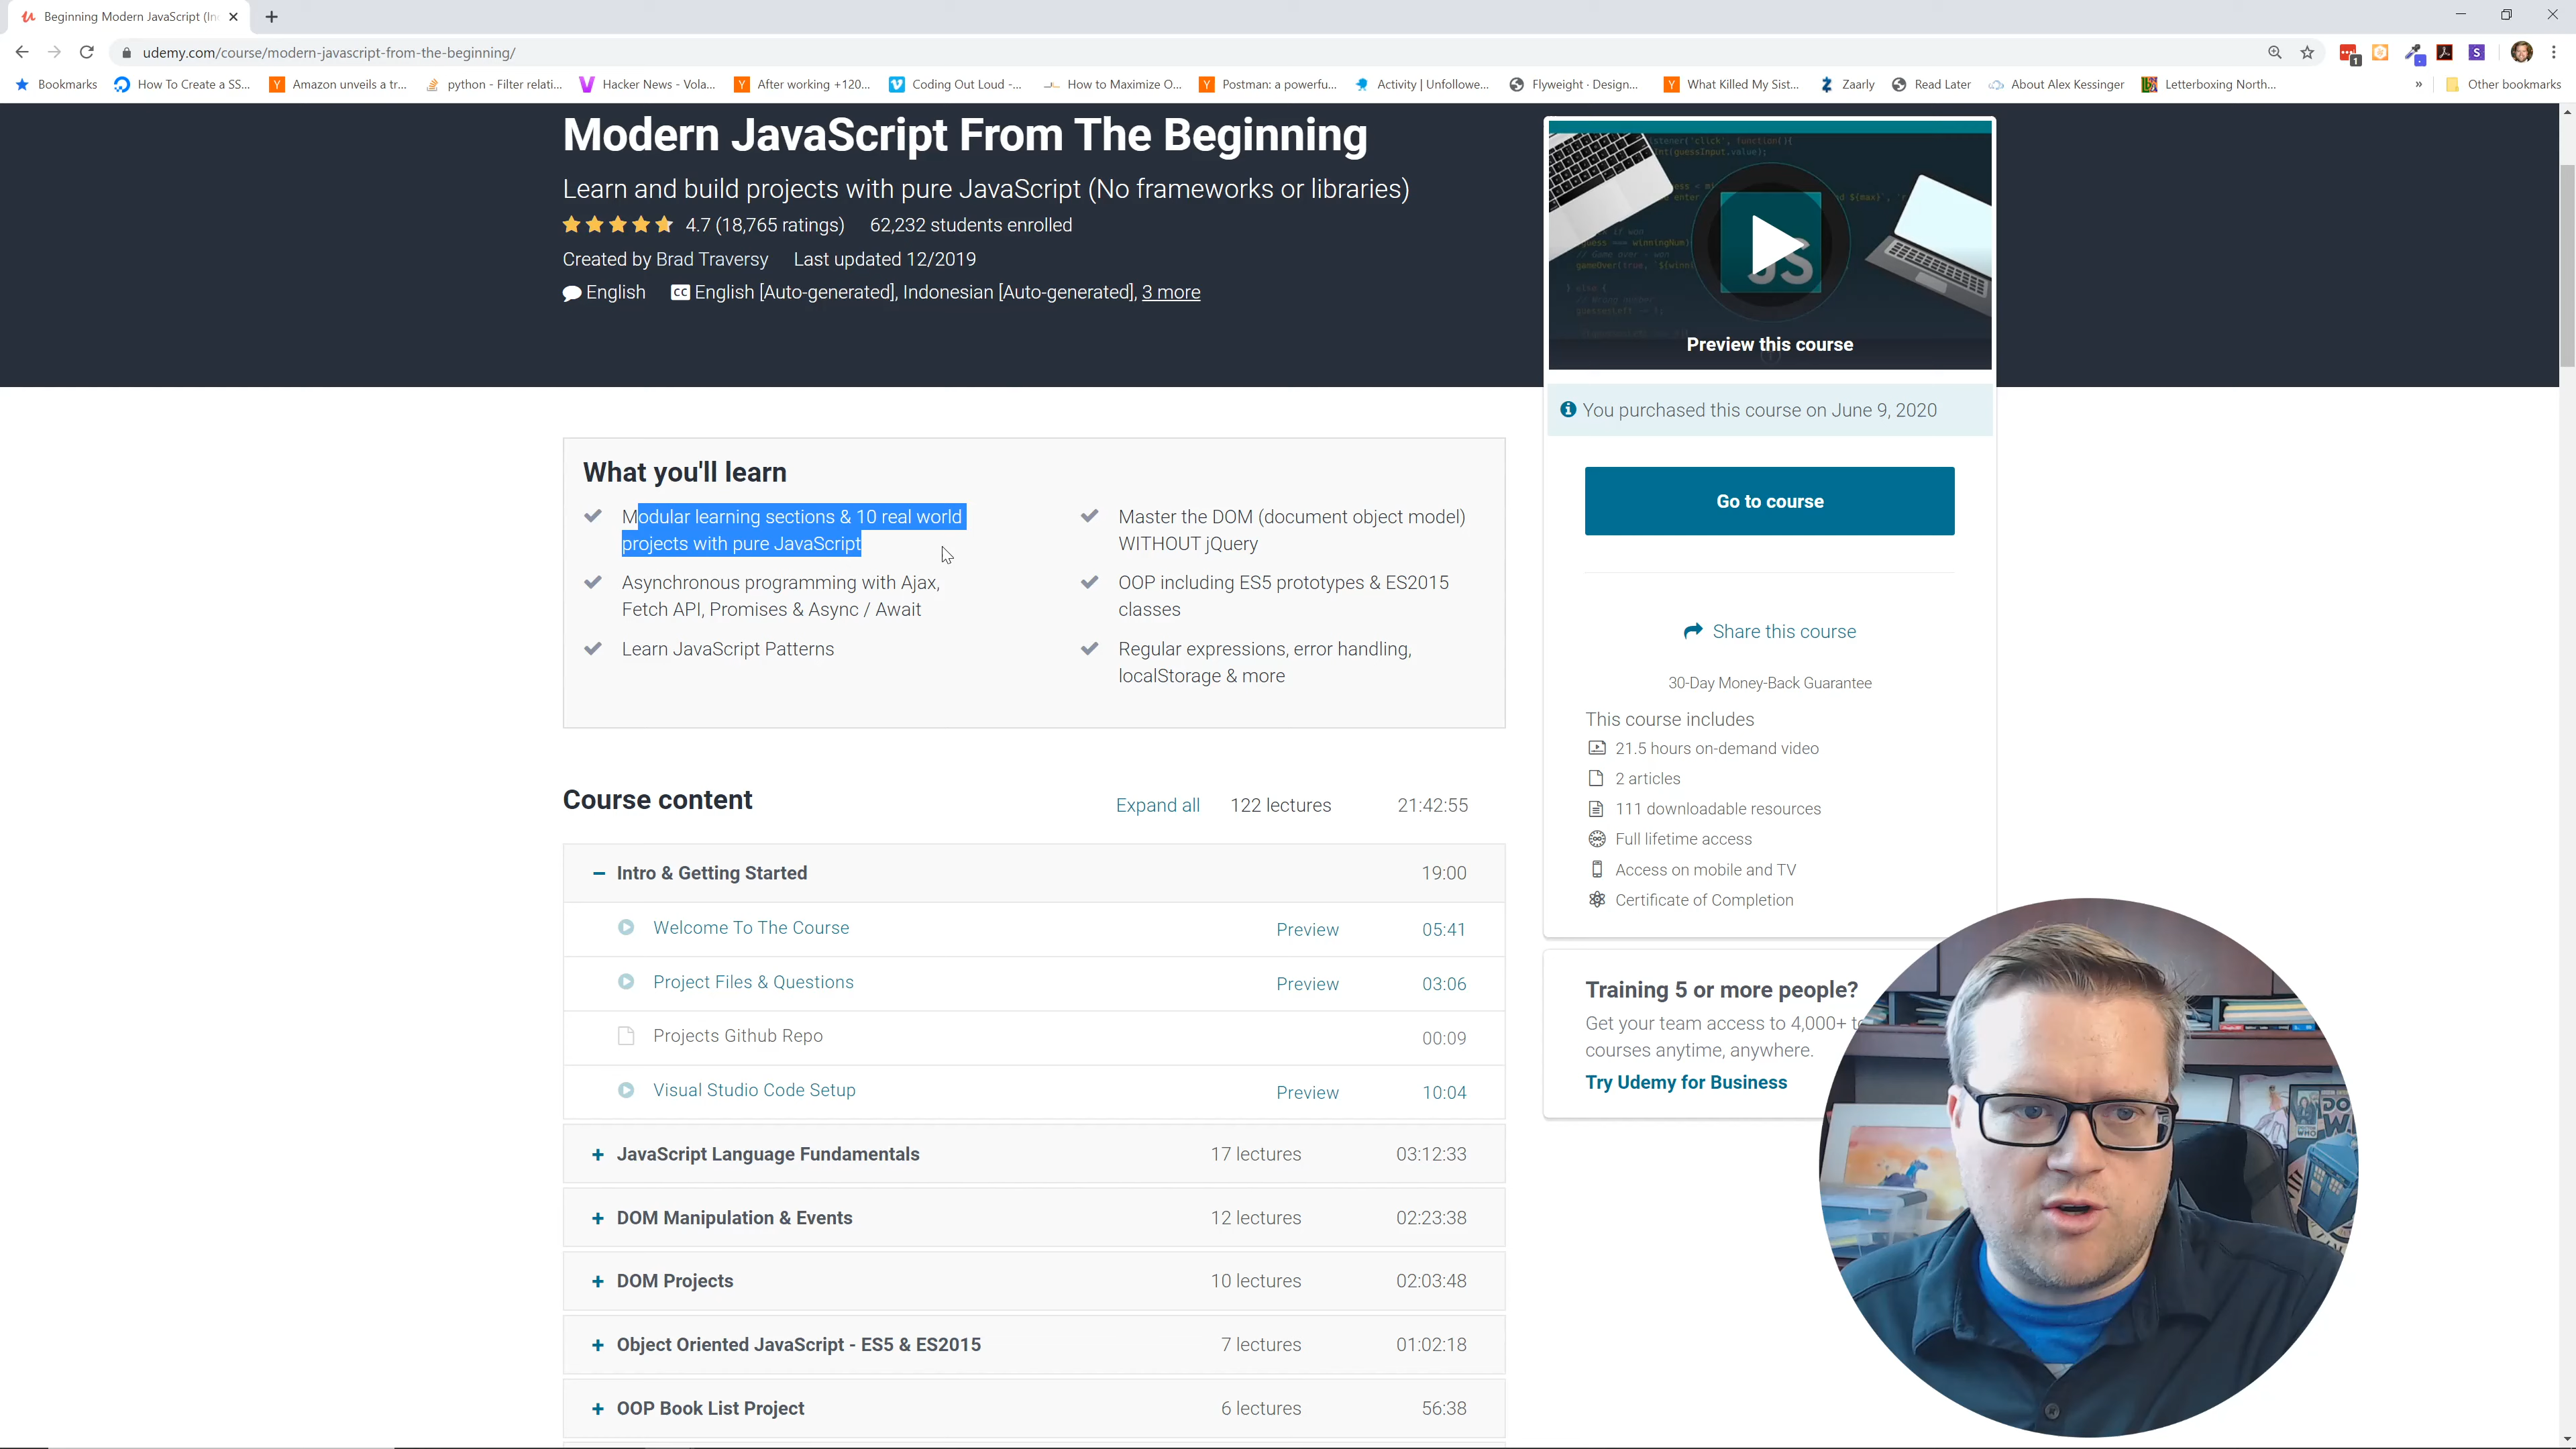 Beginning Modern JavaScript (In
udemy.com/course/modern-javascript-from-the-beginning/
Bookmarks
How To Create a SS...
Amazon unveils a tr...
python - Filter relati...
Hacker News - Vola...
After working +120...
Coding Out Loud -...
How to Maximize O...
Postman: a powerfu...
Activity | Unfollowe...
Flyweight · Design...
What Killed My Sist...
Zaarly
Read Later
About Alex Kessinger
Letterboxing North...
»
Other bookmarks
Modern JavaScript From The Beginning
Learn and build projects with pure JavaScript (No frameworks or libraries)
4.7 (18,765 ratings) 62,232 students enrolled
Created by Brad Traversy Last updated 12/2019
English CC English [Auto-generated], Indonesian [Auto-generated], 3 more
JS
Preview this course
You purchased this course on June 9, 2020
Go to course
Share this course
30-Day Money-Back Guarantee
This course includes
21.5 hours on-demand video
2 articles
111 downloadable resources
Full lifetime access
Access on mobile and TV
Certificate of Completion
Training 5 or more people?
Get your team access to 4,000+
courses anytime, anywhere.
Try Udemy for Business
What you'll learn
Modular learning sections & 10 real world
projects with pure JavaScript
Master the DOM (document object model)
WITHOUT jQuery
Asynchronous programming with Ajax,
Fetch API, Promises & Async / Await
OOP including ES5 prototypes & ES2015
classes
Learn JavaScript Patterns
Regular expressions, error handling,
localStorage & more
Course content Expand all 122 lectures 21:42:55
Intro & Getting Started 19:00
Welcome To The Course Preview 05:41
Project Files & Questions Preview 03:06
Projects Github Repo 00:09
Visual Studio Code Setup Preview 10:04
JavaScript Language Fundamentals 17 lectures 03:12:33
DOM Manipulation & Events 12 lectures 02:23:38
DOM Projects 10 lectures 02:03:48
Object Oriented JavaScript - ES5 & ES2015 7 lectures 01:02:18
OOP Book List Project 6 lectures 56:38